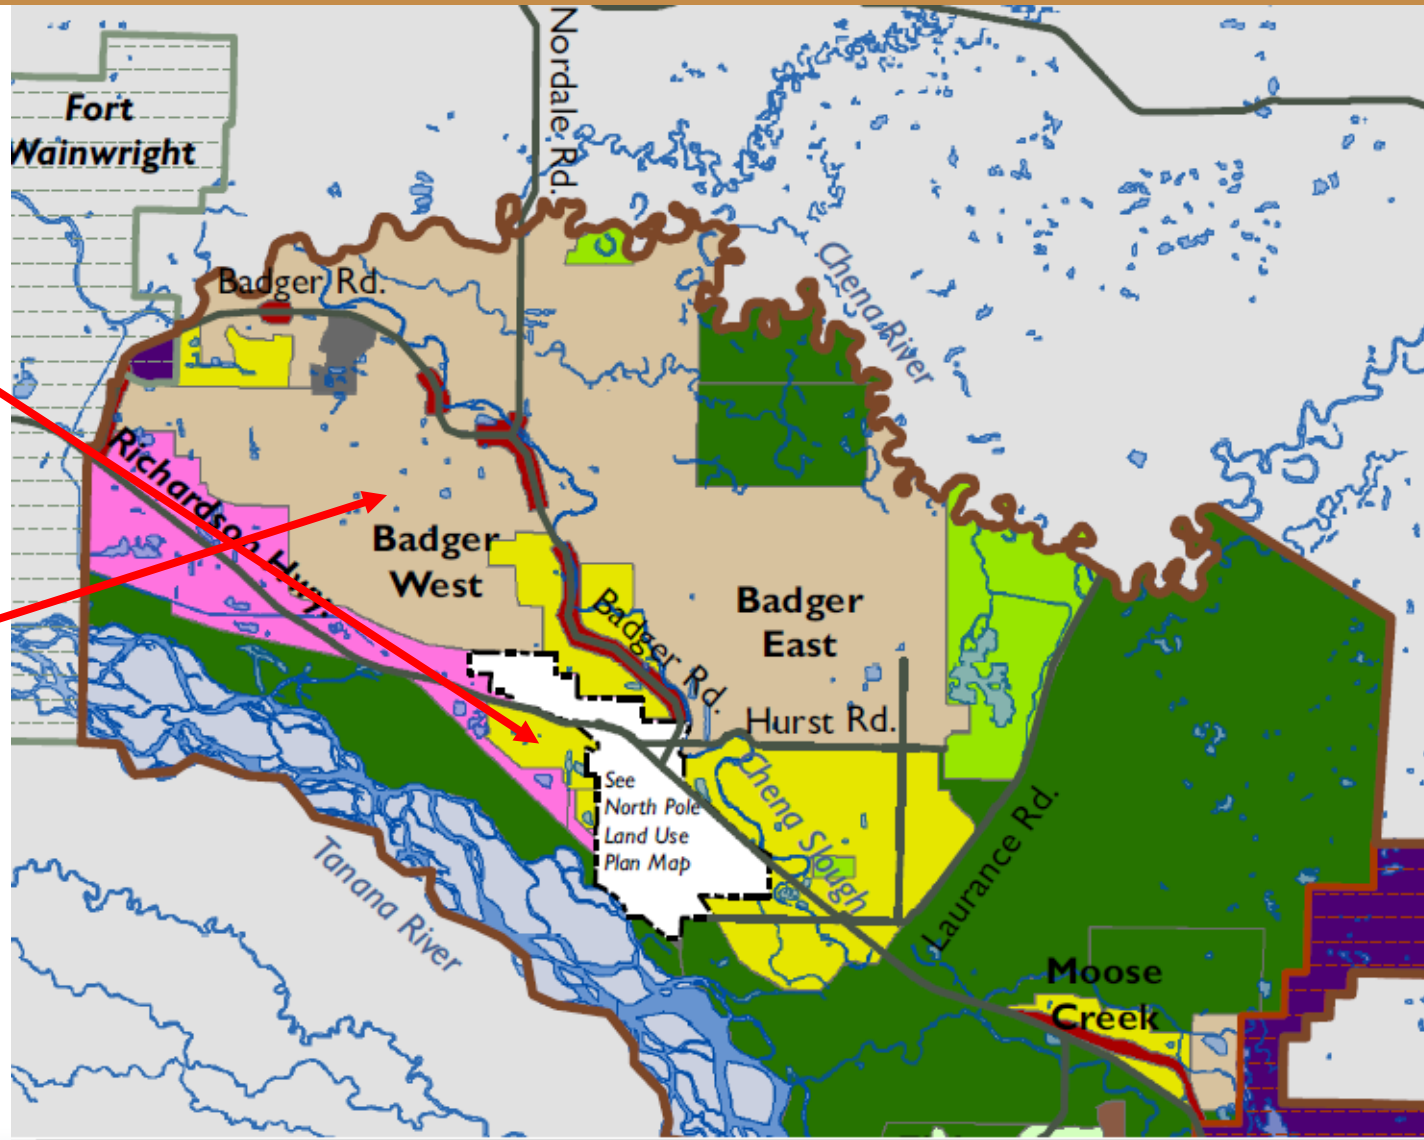 Nordale Rd.
Fort
Wainwright
Badger Rd.
Chena River
Richardson Hwy.
Badger
West
Badger Rd.
Badger
East
Hurst Rd.
See
North Pole
Land Use
Plan Map
Chena Slough
Tanana River
Laurance Rd.
Moose
Creek